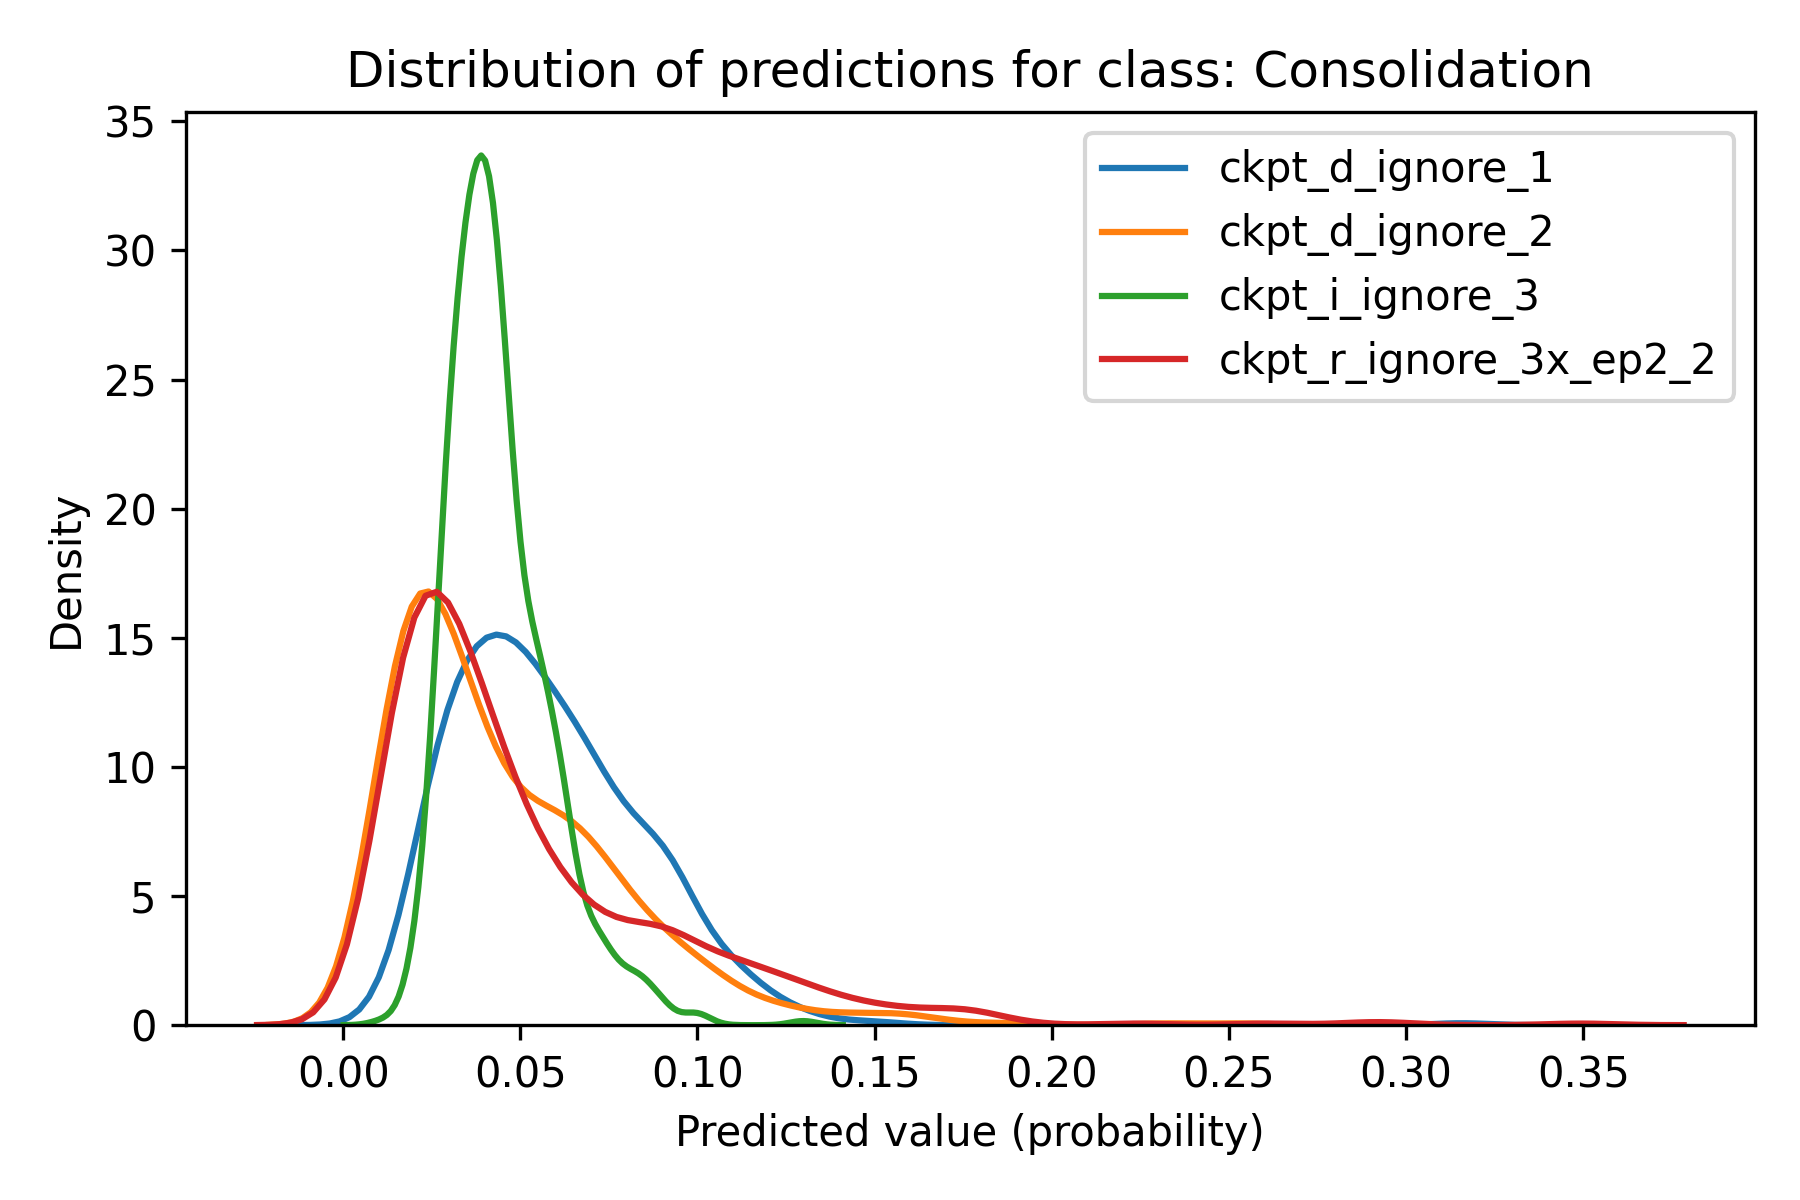 Distribution of predictions for class: Consolidation
35
30
25
20
15
10
5
0
Density
ckpt_d_ignore_1
ckpt_d_ignore_2
ckpt_i_ignore_3
ckpt_r_ignore_3x_ep2_2
0.00 0.05 0.10 0.15 0.20 0.25 0.30 0.35
Predicted value (probability)